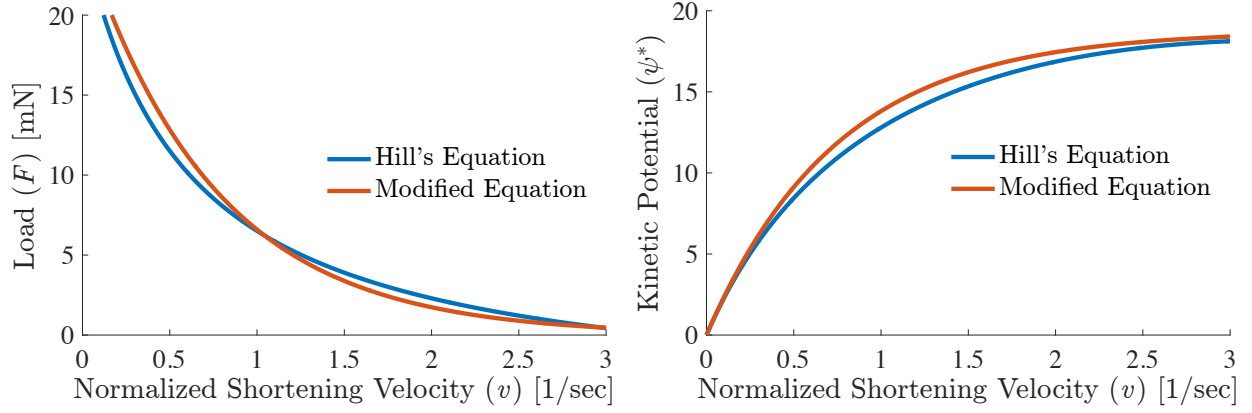 Load (F) [mN]
20
15
10
5
0
Hill's Equation
Modified Equation
0 0.5 1 1.5 2 2.5 3
Normalized Shortening Velocity (v) [1/sec]
Kinetic Potential (ψ*)
20
15
10
5
0
Hill's Equation
Modified Equation
0 0.5 1 1.5 2 2.5 3
Normalized Shortening Velocity (v) [1/sec]